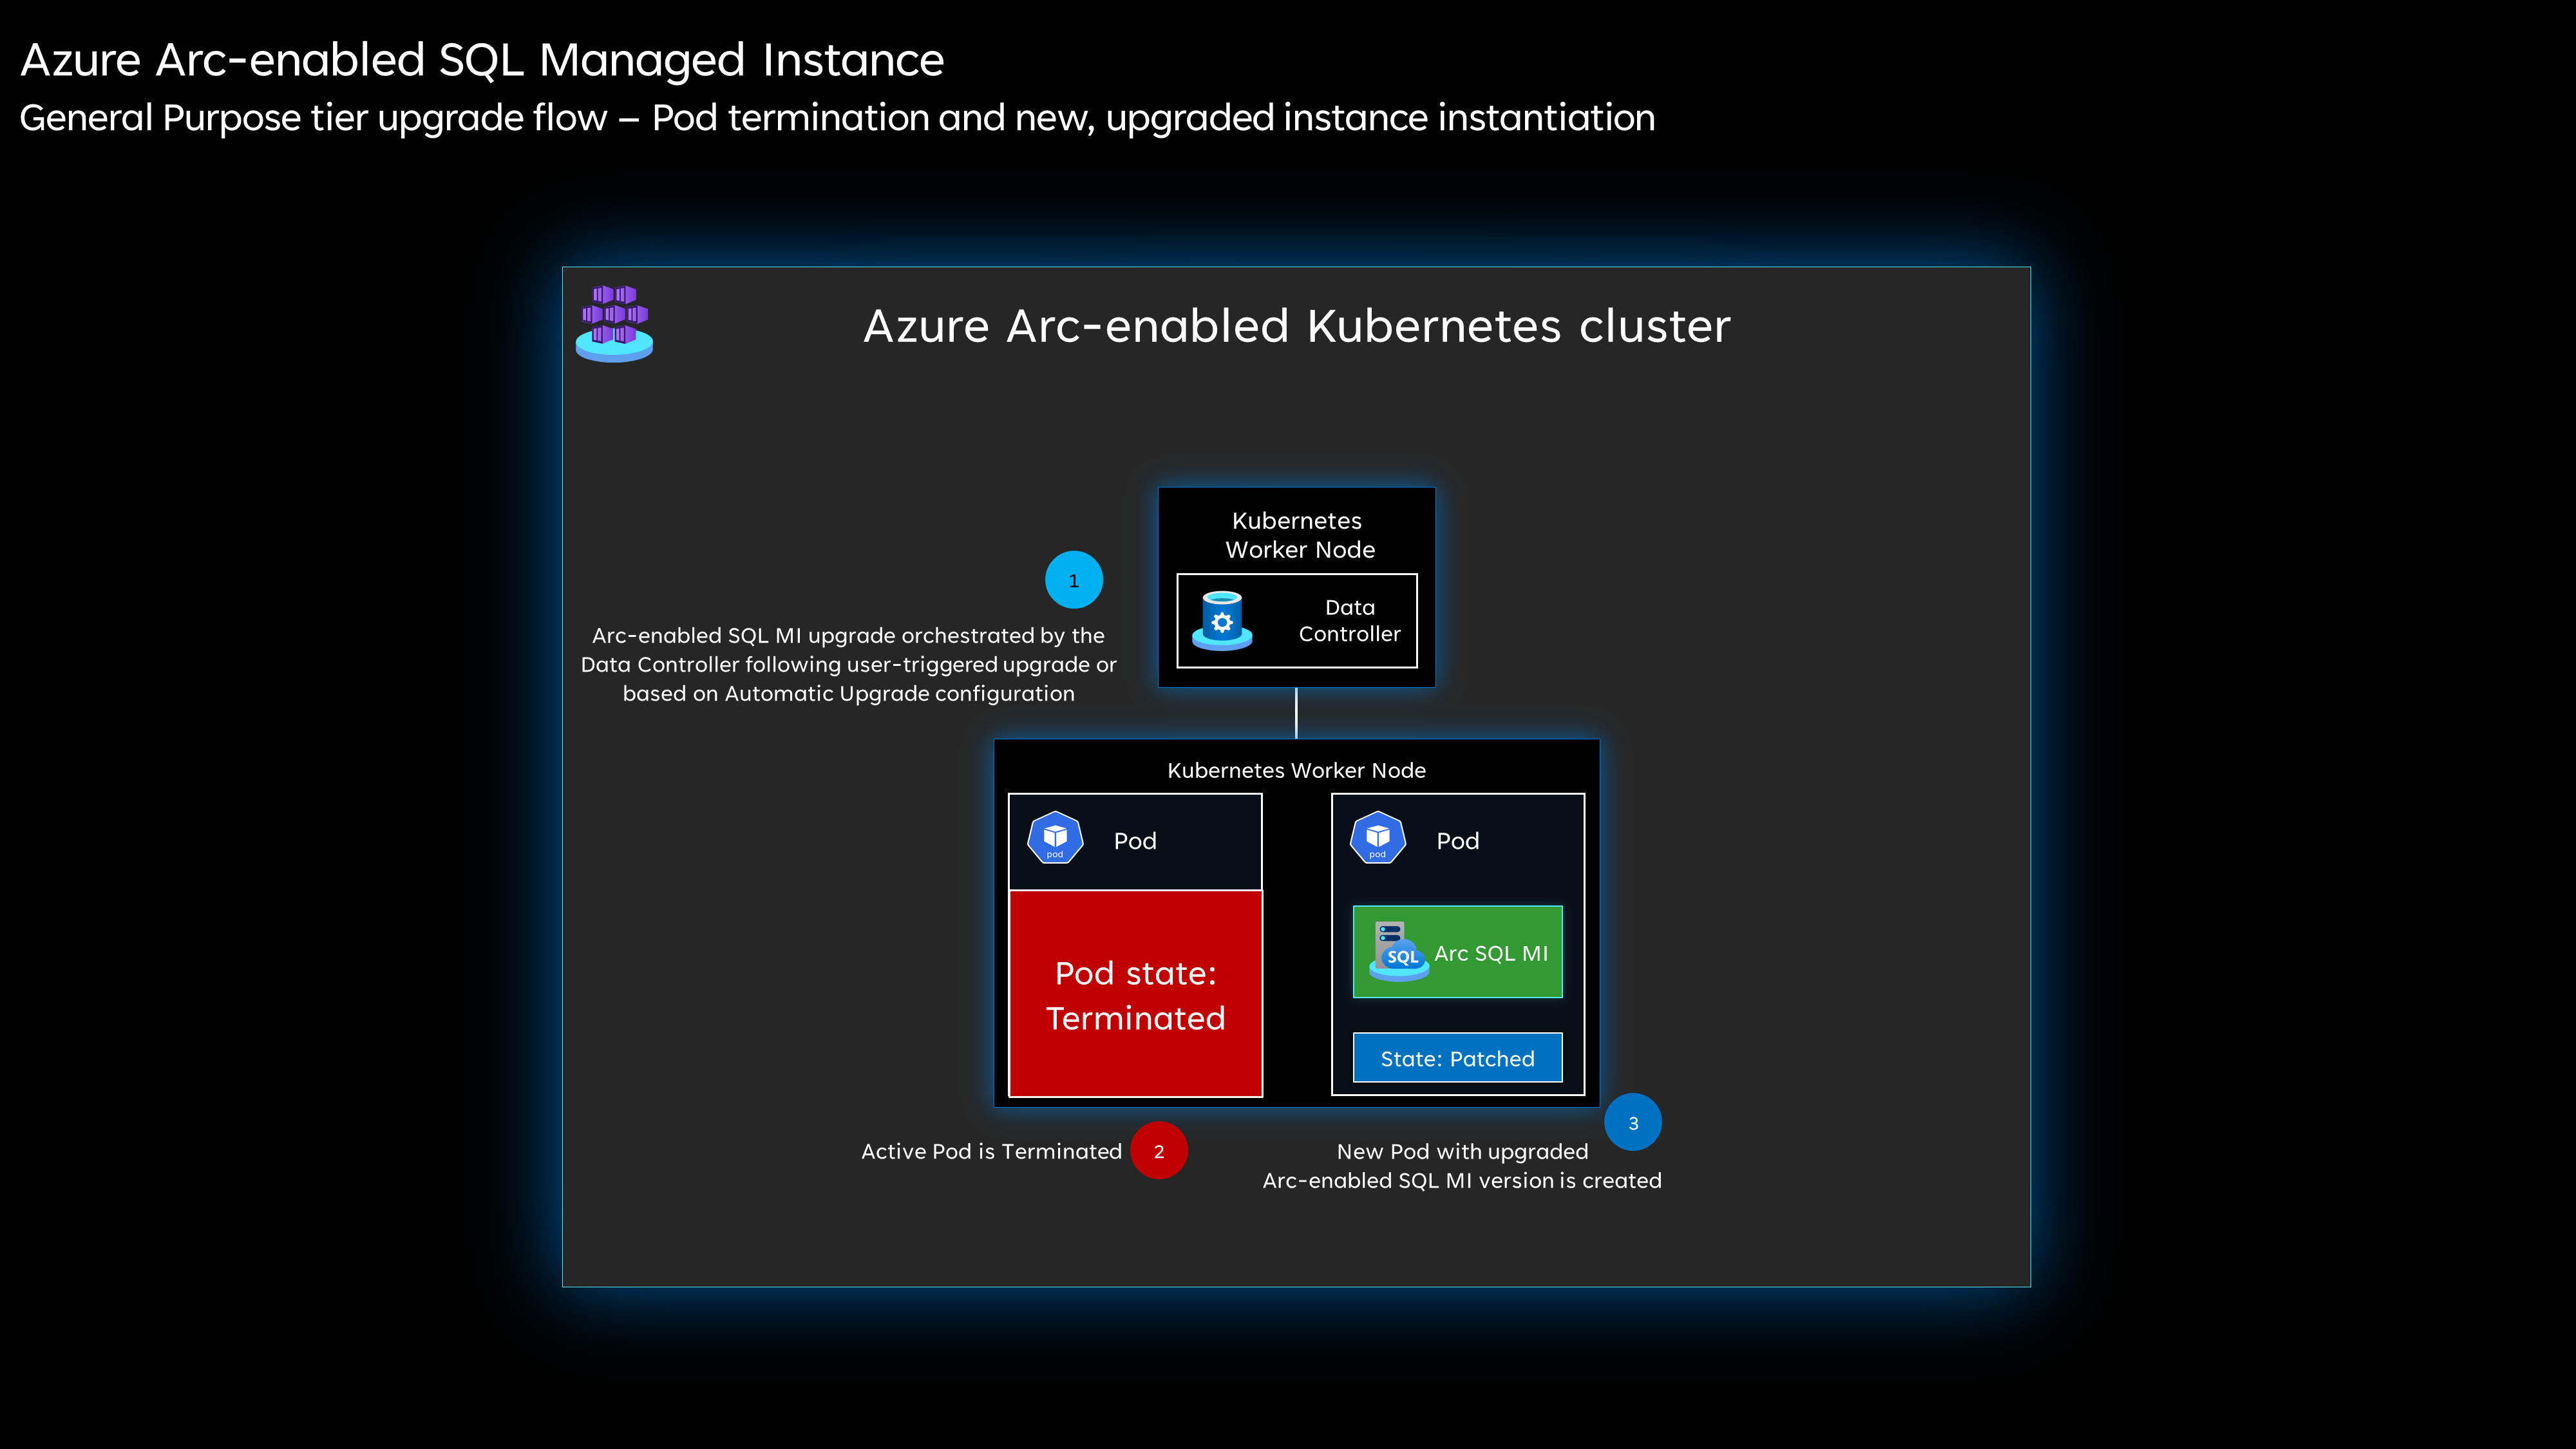 Azure Arc-enabled SQL Managed Instance
General Purpose tier upgrade flow – Pod termination and new, upgraded instance instantiation
Azure Arc-enabled Kubernetes cluster
Kubernetes
Worker Node
Data
Controller
1
Arc-enabled SQL MI upgrade orchestrated by the
Data Controller following user-triggered upgrade or
based on Automatic Upgrade configuration
Kubernetes Worker Node
pod
Pod
Pod state:
Terminated
pod
Pod
SQL
Arc SQL MI
State: Patched
Active Pod is Terminated
2
3
New Pod with upgraded
Arc-enabled SQL MI version is created